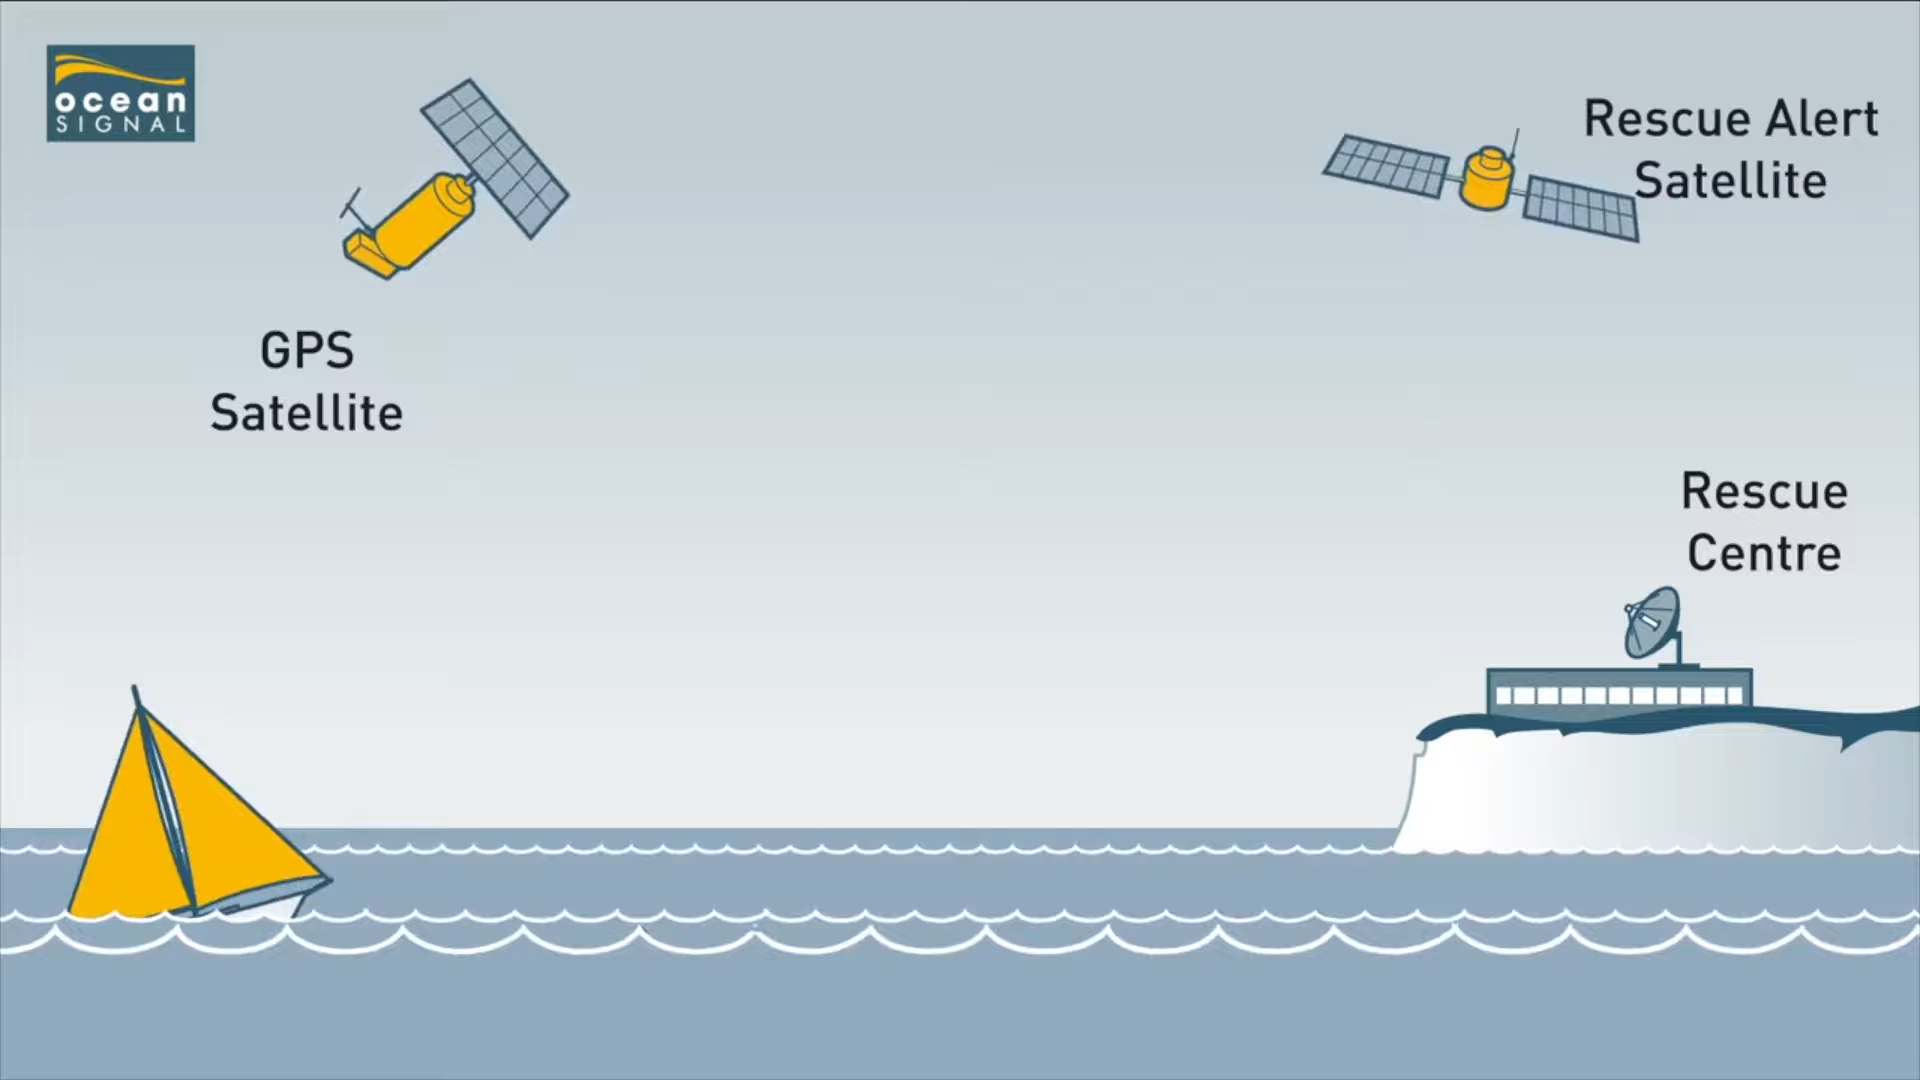 ocean
SIGNAL
Rescue Alert
Satellite
GPS
Satellite
Rescue
Centre